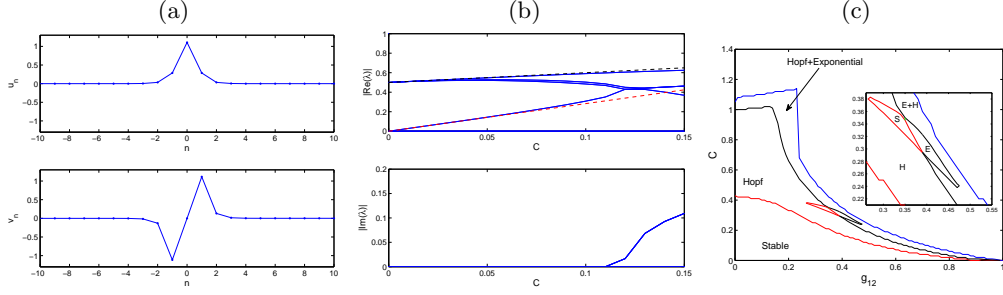 (a)
(b)
(c)
1
0.5
0
−0.5
−1
u_n
−10 −8 −6 −4 −2 0 2 4 6 8 10
n
1
0.5
0
−0.5
−1
v_n
−10 −8 −6 −4 −2 0 2 4 6 8 10
n
0.8
0.6
0.4
0.2
0
|Re(λ)|
0 0.05 0.1 0.15
C
0.2
0.15
0.1
0.05
0
|Im(λ)|
0 0.05 0.1 0.15
C
1.4
1.2
1
0.8
0.6
0.4
0.2
0
C
Hopf+Exponential
Hopf
Stable
0 0.2 0.4 0.6 0.8 1
g_12
0.38
0.36
0.34
0.32
0.3
0.28
0.26
0.24
0.22
E+H
S
E
H
0.3 0.35 0.4 0.45 0.5 0.55